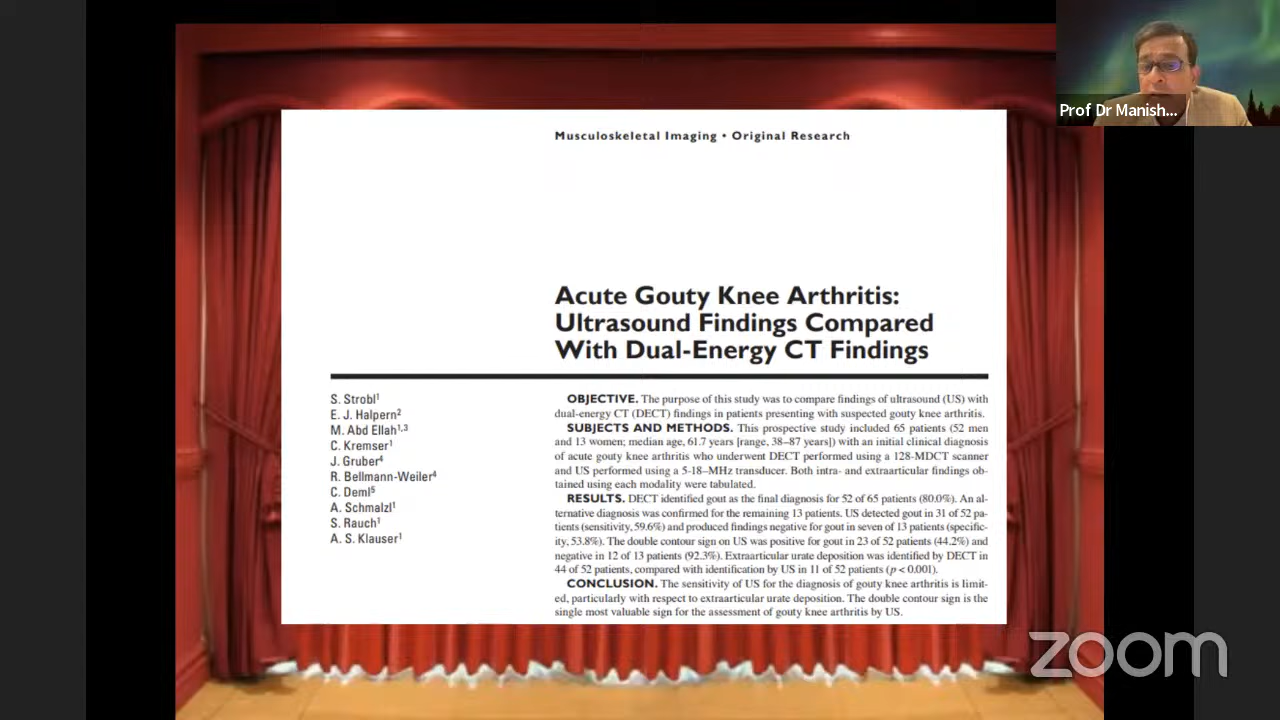 Prof Dr Manish...
Musculoskeletal Imaging • Original Research
Acute Gouty Knee Arthritis:
Ultrasound Findings Compared
With Dual-Energy CT Findings
S. Strobl1
E. J. Halpern2
M. Abd Ellah1,3
C. Kremser1
J. Gruber4
R. Bellmann-Weiler4
C. Deml5
A. Schmalzl1
S. Rauch1
A. S. Klauser1
OBJECTIVE. The purpose of this study was to compare findings of ultrasound (US) with
dual-energy CT (DECT) findings in patients presenting with suspected gouty knee arthritis.
SUBJECTS AND METHODS. This prospective study included 65 patients (52 men
and 13 women; median age, 61.7 years [range, 38–87 years]) with an initial clinical diagnosis
of acute gouty knee arthritis who underwent DECT performed using a 128-MDCT scanner
and US performed using a 5-18–MHz transducer. Both intra- and extraarticular findings ob-
tained using each modality were tabulated.
RESULTS. DECT identified gout as the final diagnosis for 52 of 65 patients (80.0%). An al-
ternative diagnosis was confirmed for the remaining 13 patients. US detected gout in 31 of 52 pa-
tients (sensitivity, 59.6%) and produced findings negative for gout in seven of 13 patients (specific-
ity, 53.8%). The double contour sign on US was positive for gout in 23 of 52 patients (44.2%) and
negative in 12 of 13 patients (92.3%). Extraarticular urate deposition was identified by DECT in
44 of 52 patients, compared with identification by US in 11 of 52 patients (p < 0.001).
CONCLUSION. The sensitivity of US for the diagnosis of gouty knee arthritis is limit-
ed, particularly with respect to extraarticular urate deposition. The double contour sign is the
single most valuable sign for the assessment of gouty knee arthritis by US.
zoom